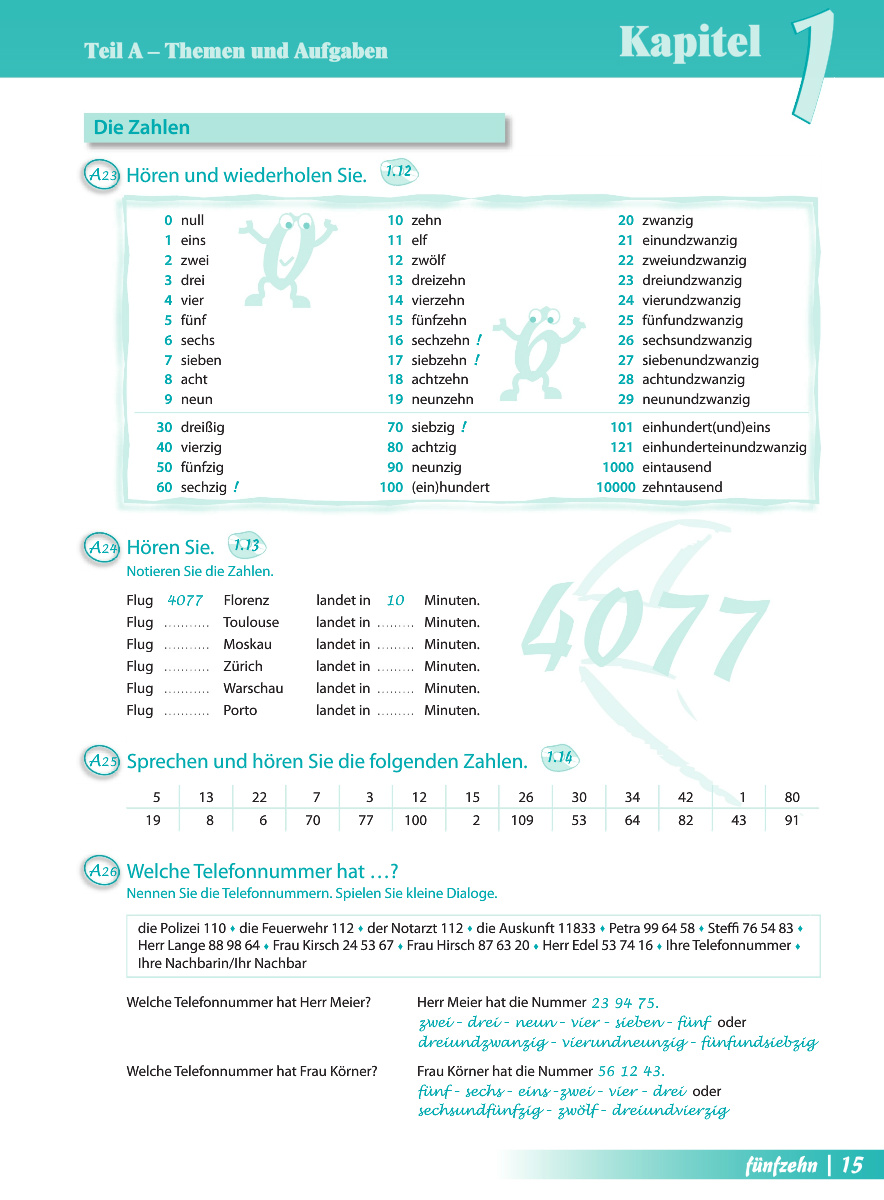 Teil A – Themen und Aufgaben
Kapitel 1
Die Zahlen
A23 Hören und wiederholen Sie. 1.12
0 null 10 zehn 20 zwanzig
1 eins 11 elf 21 einundzwanzig
2 zwei 12 zwölf 22 zweiundzwanzig
3 drei 13 dreizehn 23 dreiundzwanzig
4 vier 14 vierzehn 24 vierundzwanzig
5 fünf 15 fünfzehn 25 fünfundzwanzig
6 sechs 16 sechzehn ! 26 sechsundzwanzig
7 sieben 17 siebzehn ! 27 siebenundzwanzig
8 acht 18 achtzehn 28 achtundzwanzig
9 neun 19 neunzehn 29 neunundzwanzig
0
6
30 dreißig 70 siebzig ! 101 einhundert(und)eins
40 vierzig 80 achtzig 121 einhunderteinundzwanzig
50 fünfzig 90 neunzig 1000 eintausend
60 sechzig ! 100 (ein)hundert 10000 zehntausend
A24 Hören Sie. 1.13
Notieren Sie die Zahlen.
Flug 4077 Florenz landet in 10 Minuten.
Flug ........... Toulouse landet in ......... Minuten.
Flug ........... Moskau landet in ......... Minuten.
Flug ........... Zürich landet in ......... Minuten.
Flug ........... Warschau landet in ......... Minuten.
Flug ........... Porto landet in ......... Minuten.
4077
A25 Sprechen und hören Sie die folgenden Zahlen. 1.14
5 13 22 7 3 12 15 26 30 34 42 1 80
19 8 6 70 77 100 2 109 53 64 82 43 91
A26 Welche Telefonnummer hat …?
Nennen Sie die Telefonnummern. Spielen Sie kleine Dialoge.
die Polizei 110 ♦ die Feuerwehr 112 ♦ der Notarzt 112 ♦ die Auskunft 11833 ♦ Petra 99 64 58 ♦ Steffi 76 54 83 ♦
Herr Lange 88 98 64 ♦ Frau Kirsch 24 53 67 ♦ Frau Hirsch 87 63 20 ♦ Herr Edel 53 74 16 ♦ Ihre Telefonnummer ♦
Ihre Nachbarin/Ihr Nachbar
Welche Telefonnummer hat Herr Meier? Herr Meier hat die Nummer 23 94 75.
zwei – drei – neun – vier – sieben – fünf oder
dreiundzwanzig – vierundneunzig – fünfundsiebzig
Welche Telefonnummer hat Frau Körner? Frau Körner hat die Nummer 56 12 43.
fünf – sechs – eins –zwei – vier – drei oder
sechsundfünfzig – zwölf – dreiundvierzig
fünfzehn | 15